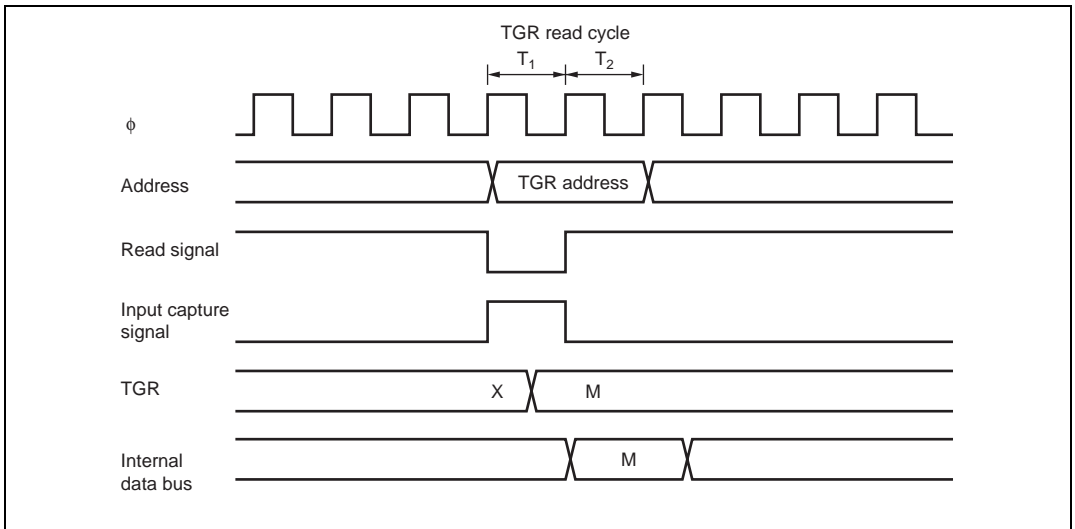 TGR read cycle
T1 T2
ϕ
Address
TGR address
Read signal
Input capture
signal
TGR
X M
Internal
data bus
M